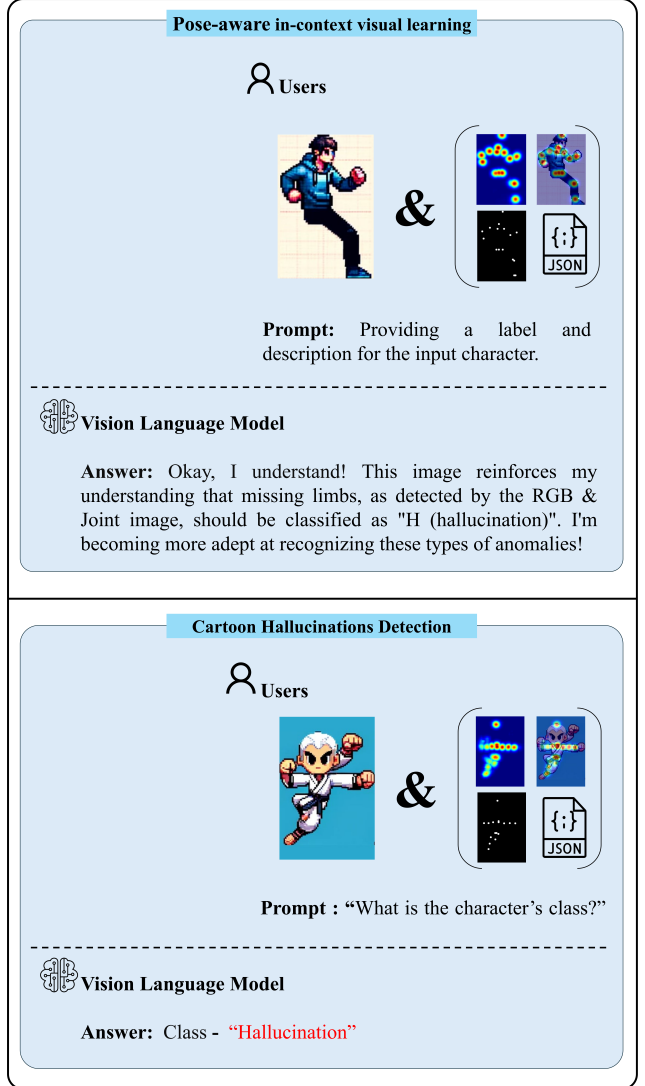 Pose-aware in-context visual learning
Users
&
{;}
JSON
Prompt: Providing a label and
description for the input character.
Vision Language Model
Answer: Okay, I understand! This image reinforces my
understanding that missing limbs, as detected by the RGB &
Joint image, should be classified as "H (hallucination)". I'm
becoming more adept at recognizing these types of anomalies!
Cartoon Hallucinations Detection
Users
&
{;}
JSON
Prompt : “What is the character’s class?”
Vision Language Model
Answer: Class - “Hallucination”